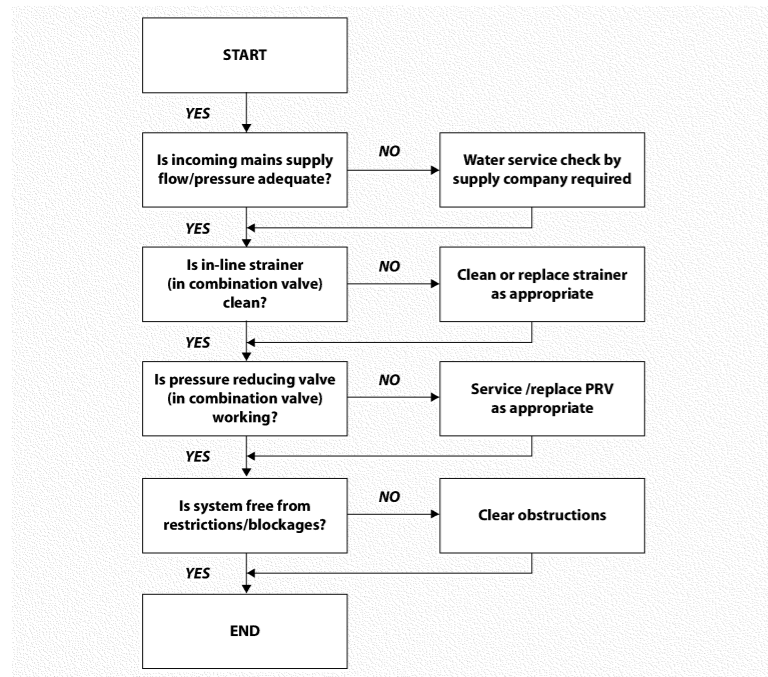 START
YES
Is incoming mains supply
flow/pressure adequate?
NO
Water service check by
supply company required
YES
Is in-line strainer
(in combination valve)
clean?
NO
Clean or replace strainer
as appropriate
YES
Is pressure reducing valve
(in combination valve)
working?
NO
Service /replace PRV
as appropriate
YES
Is system free from
restrictions/blockages?
NO
Clear obstructions
YES
END